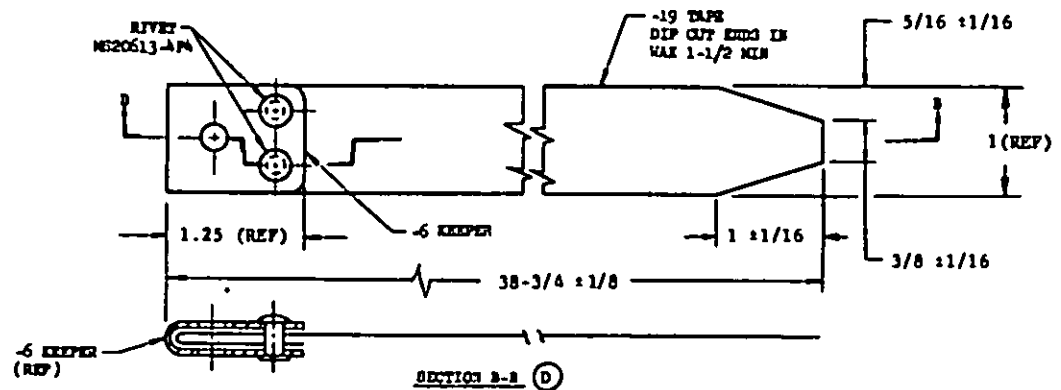 RIVET
MS20613-4P4
-19 TAPE
DIP CUT ENDS IN
WAX 1-1/2 MIN
5/16 ±1/16
B
B
1(REF)
1.25 (REF)
-6 KEEPER
1 ±1/16
3/8 ±1/16
38-3/4 ±1/8
-6 KEEPER
(REF)
SECTION B-B D